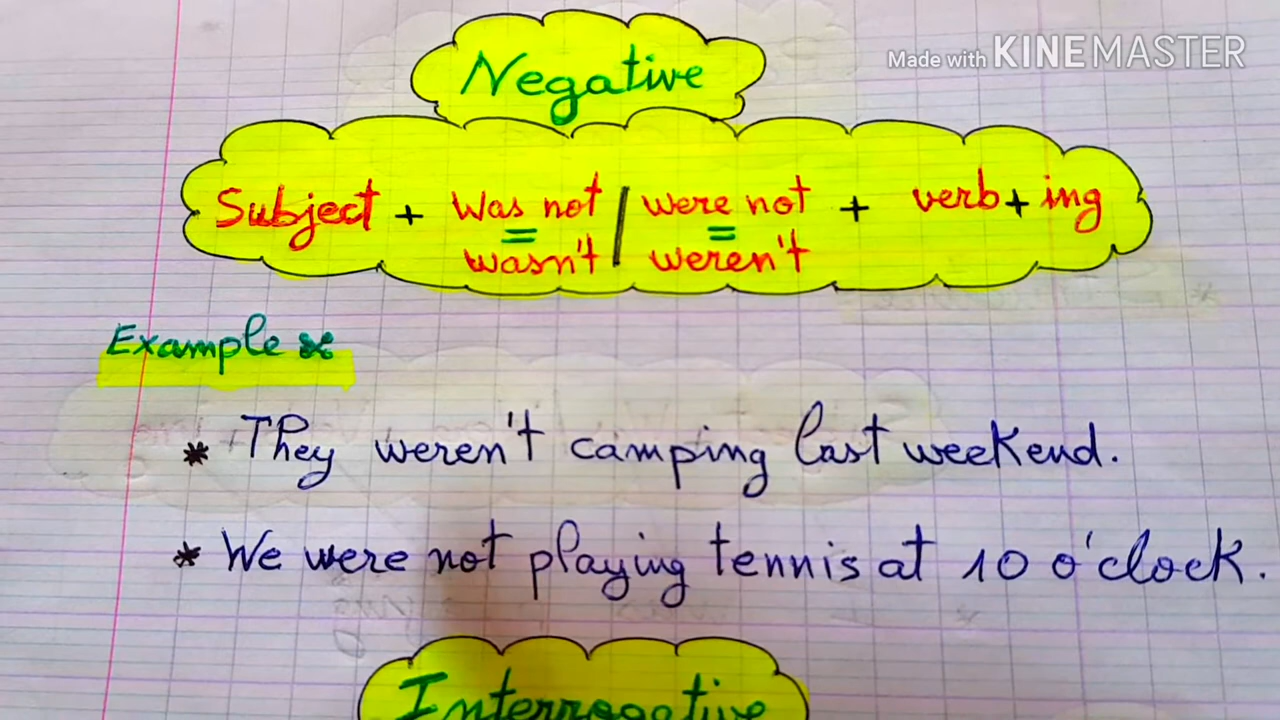 Made with KINEMASTER
Negative
Subject + Was not / were not + verb + ing
= =
wasn't weren't
Example
* They weren't camping last weekend.
* We were not playing tennis at 10 o'clock.
Interrogative